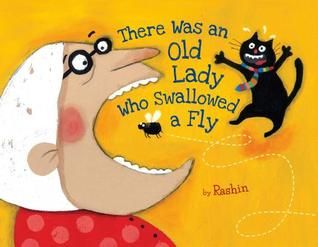 There Was an
Old
Lady
Who Swallowed
a Fly
by Rashin